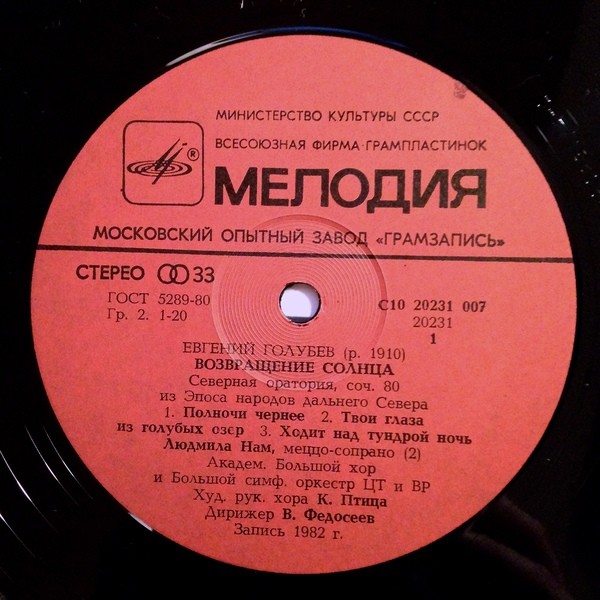 МИНИСТЕРСТВО КУЛЬТУРЫ СССР
ВСЕСОЮЗНАЯ ФИРМА ГРАМПЛАСТИНОК
®
МЕЛОДИЯ
МОСКОВСКИЙ ОПЫТНЫЙ ЗАВОД «ГРАМЗАПИСЬ»
СТЕРЕО 33
ГОСТ 5289-80
Гр. 2. 1-20
С10 20231 007
20231
1
ЕВГЕНИЙ ГОЛУБЕВ (р. 1910)
ВОЗВРАЩЕНИЕ СОЛНЦА
Северная оратория, соч. 80
из Эпоса народов дальнего Севера
1. Полночи чернее 2. Твои глаза
из голубых озер 3. Ходит над тундрой ночь
Людмила Нам, меццо-сопрано (2)
Академ. Большой хор
и Большой симф. оркестр ЦТ и ВР
Худ. рук. хора К. Птица
Дирижер В. Федосеев
Запись 1982 г.